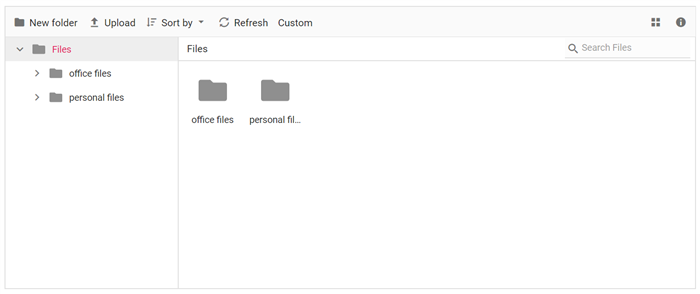 New folder Upload Sort by Refresh Custom
Files
office files
personal files
Files
Search Files
office files
personal fil...